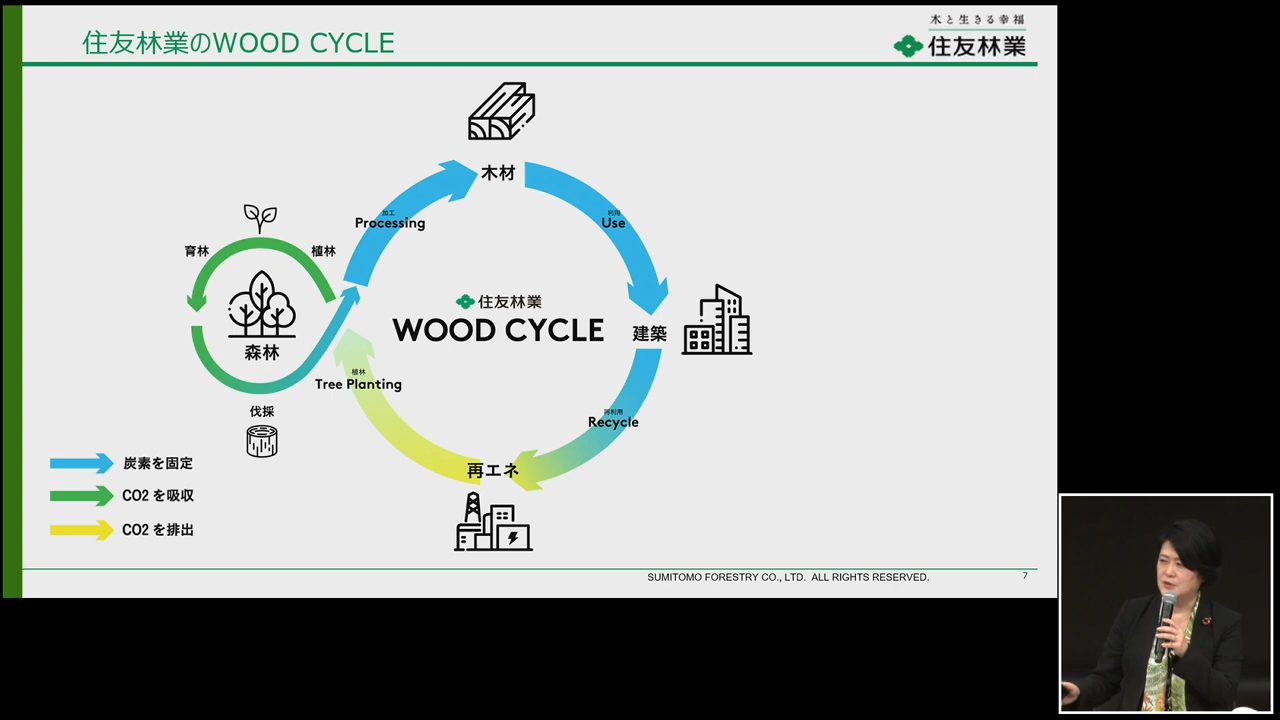 住友林業のWOOD CYCLE
木と生きる幸福
住友林業
木材
加工
Processing
利用
Use
育林
植林
森林
伐採
住友林業
WOOD CYCLE
建築
植林
Tree Planting
再利用
Recycle
再エネ
炭素を固定
CO2 を吸収
CO2 を排出
SUMITOMO FORESTRY CO., LTD. ALL RIGHTS RESERVED.
7